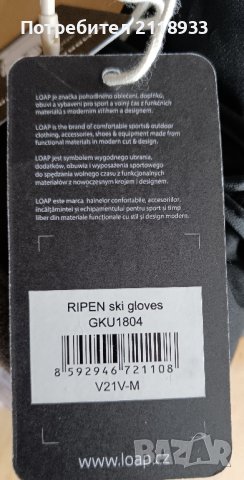 Потребител 2118933
LOAP je značka pohodlného oblečení, doplňků,
obuvi a vybavení pro sport a volný čas z funkčních
materiálů s moderním střihem a designem.
LOAP is the brand of comfortable sports& outdoor
clothing, accessories, shoes & equipment made from
functional materials in modern cut & design.
LOAP jest symbolem wygodnego ubrania,
dodatków, obuwia i wyposażenia sportowego
do spędzania wolnego czasu z funkcjonalnych
materiałów z nowoczesnym krojem i designem.
LOAP este marca hainelor confortabile, accesoriilor,
încălțămintei și echipamentului pentru sport și timp
liber din materiale functionale cu stil și design modern.
RIPEN ski gloves
GKU1804
8 592946 721108
V21V-M
www.loap.cz
bazar